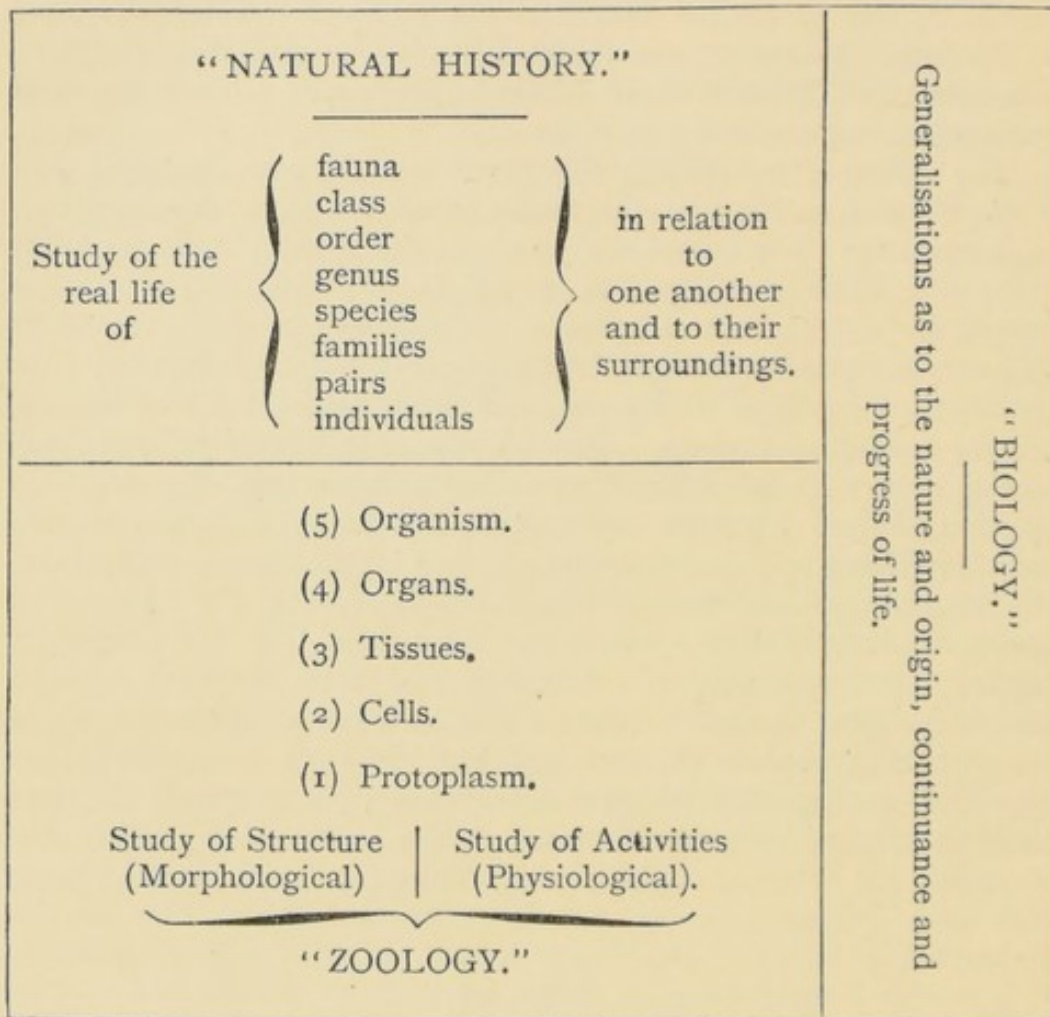 “NATURAL HISTORY.”
Study of the
real life
of
fauna
class
order
genus
species
families
pairs
individuals
in relation
to
one another
and to their
surroundings.
(5) Organism.
(4) Organs.
(3) Tissues.
(2) Cells.
(1) Protoplasm.
Study of Structure
(Morphological)
Study of Activities
(Physiological).
“ZOOLOGY.”
“BIOLOGY.”
Generalisations as to the nature and origin, continuance and
progress of life.